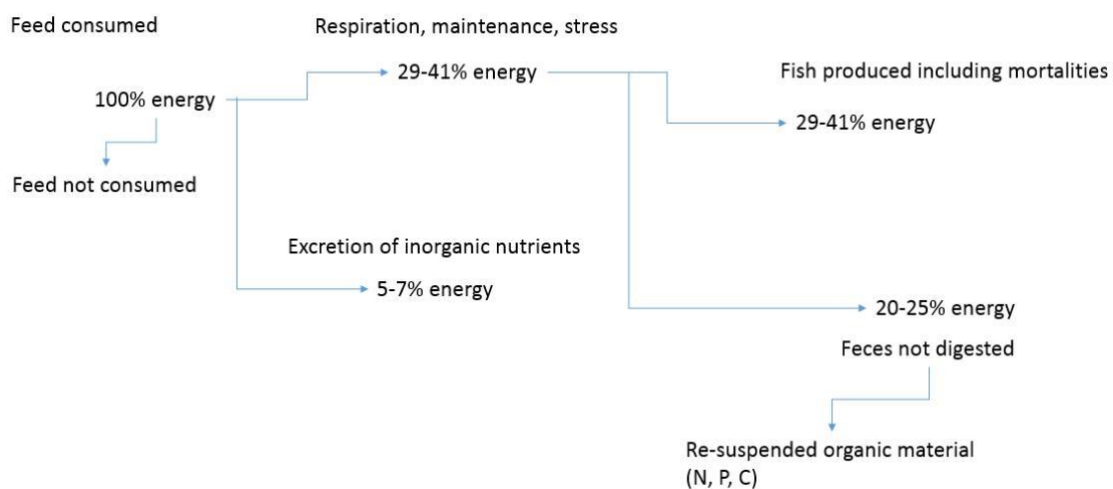 Feed consumed
Respiration, maintenance, stress
29-41% energy
Fish produced including mortalities
100% energy
29-41% energy
Feed not consumed
Excretion of inorganic nutrients
5-7% energy
20-25% energy
Feces not digested
Re-suspended organic material
(N, P, C)